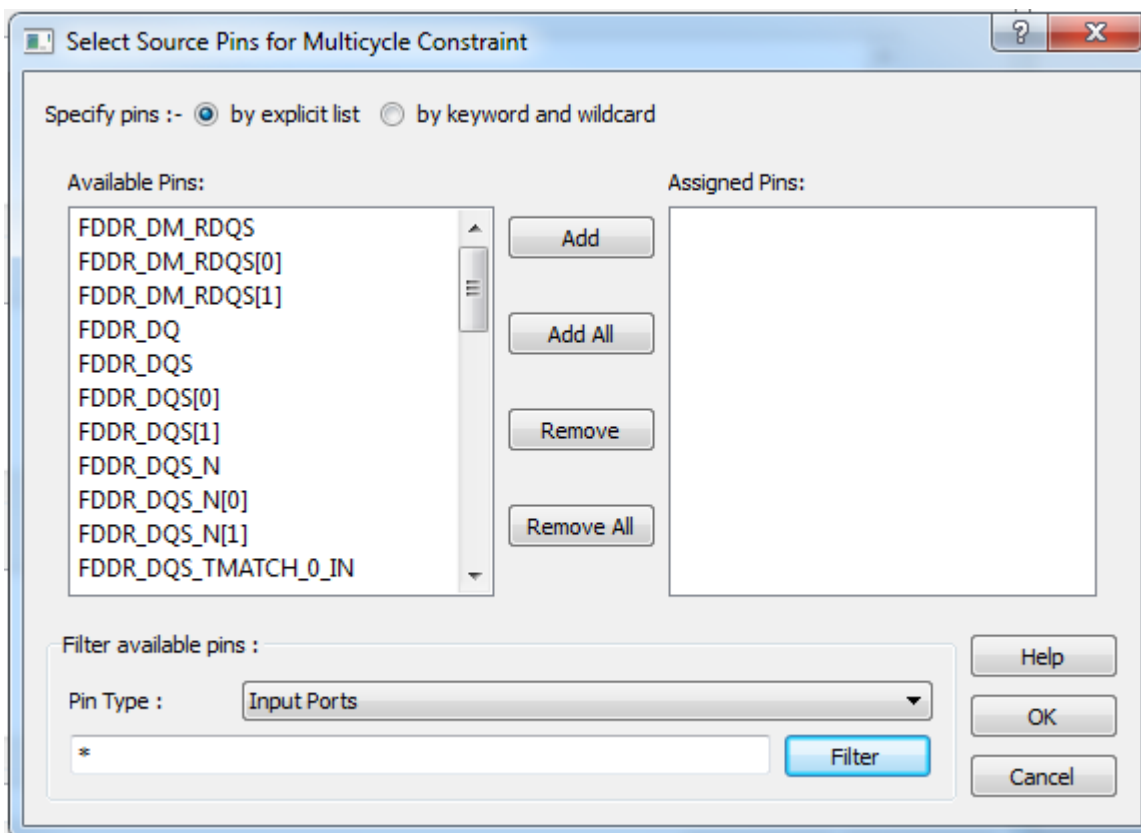 Select Source Pins for Multicycle Constraint
?
Specify pins :- by explicit list by keyword and wildcard
Available Pins:
Assigned Pins:
FDDR_DM_RDQS
FDDR_DM_RDQS[0]
FDDR_DM_RDQS[1]
FDDR_DQ
FDDR_DQS
FDDR_DQS[0]
FDDR_DQS[1]
FDDR_DQS_N
FDDR_DQS_N[0]
FDDR_DQS_N[1]
FDDR_DQS_TMATCH_0_IN
Add
Add All
Remove
Remove All
Filter available pins :
Pin Type : Input Ports
* Filter
Help
OK
Cancel